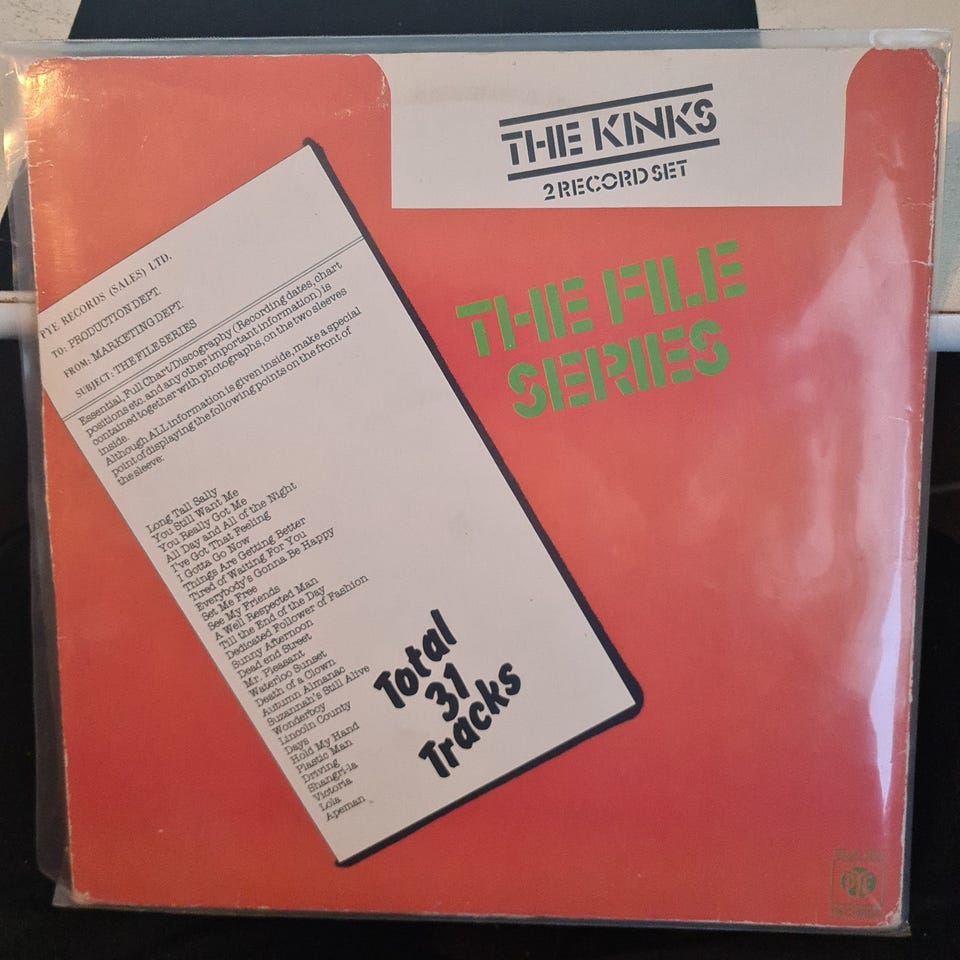 THE KINKS
2 RECORD SET
THE FILE
SERIES
PYE RECORDS (SALES) LTD.
TO: PRODUCTION DEPT.
FROM: MARKETING DEPT.
SUBJECT: THE FILE SERIES
Essential, Full Chart/Discography (Recording dates, chart
positions etc. and any other important information) is
contained together with photographs, on the two sleeves
inside.
Although ALL information is given inside, make a special
point of displaying the following points on the front of
the sleeve:
Long Tall Sally
You Still Want Me
You Really Got Me
All Day and All of the Night
I've Got That Feeling
I Gotta Go Now
Things Are Getting Better
Tired of Waiting For You
Everybody's Gonna Be Happy
Set Me Free
See My Friends
A Well Respected Man
Till the End of the Day
Dedicated Follower of Fashion
Sunny Afternoon
Dead end Street
Mr. Pleasant
Waterloo Sunset
Death of a Clown
Autumn Almanac
Suzannah's Still Alive
Wonderboy
Lincoln County
Days
Hold My Hand
Plastic Man
Driving
Shangri-la
Victoria
Lola
Apeman
Total
31
Tracks
PYE